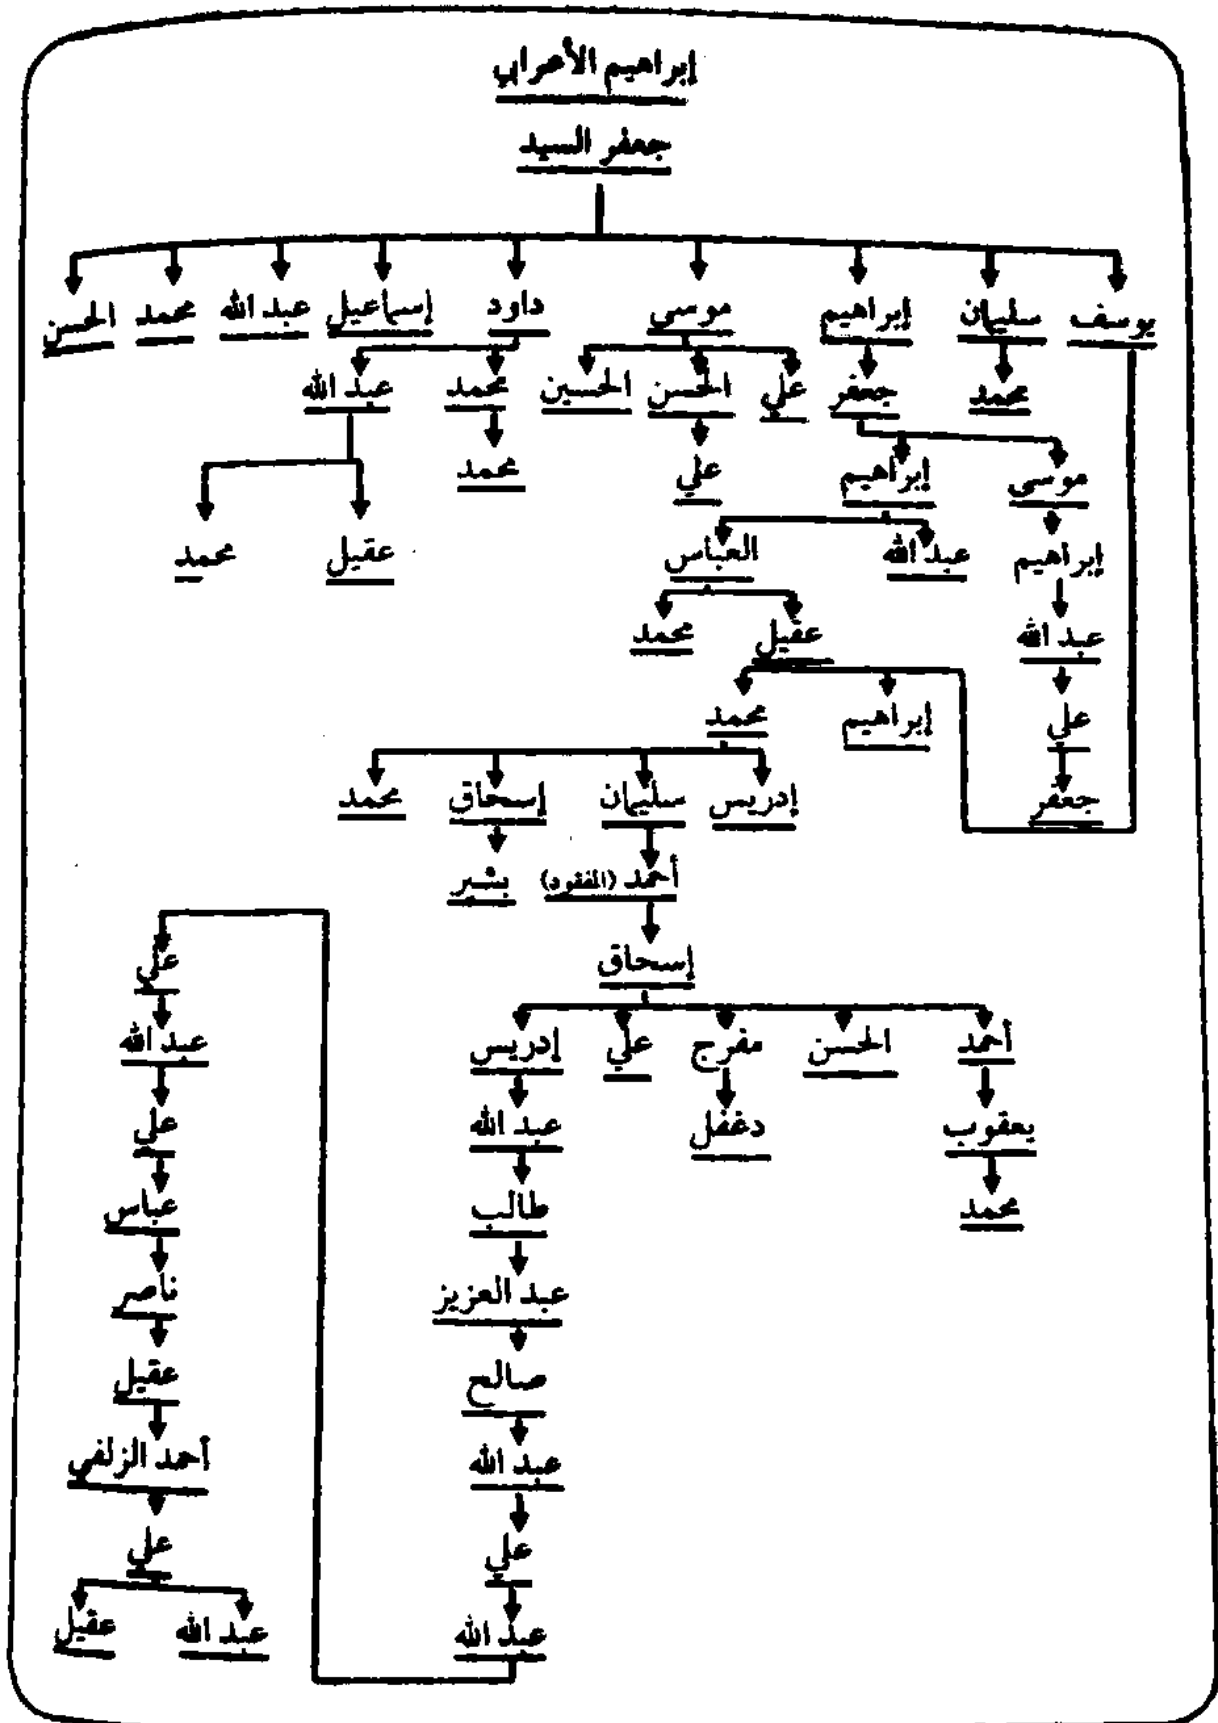 إبراهيم الأعرابي
جعفر السيد
يوسف سليمان إبراهيم موسى داود إسماعيل عبد الله محمد الحسن
محمد جعفر علي الحسن الحسين محمد عبد الله
موسى إبراهيم علي محمد
إبراهيم عبد الله العباس عقيل محمد
عبد الله عقيل محمد
علي إبراهيم محمد
جعفر إدريس سليمان إسحاق محمد
أحمد (المفقود) بشير
إسحاق علي
أحمد الحسن مفرج علي إدريس عبد الله
يعقوب دغفل عبد الله علي
محمد طالب عباس
عبد العزيز ناصر
صالح عقيل
عبد الله أحمد الزلفي
علي علي
عبد الله عبد الله عقيل